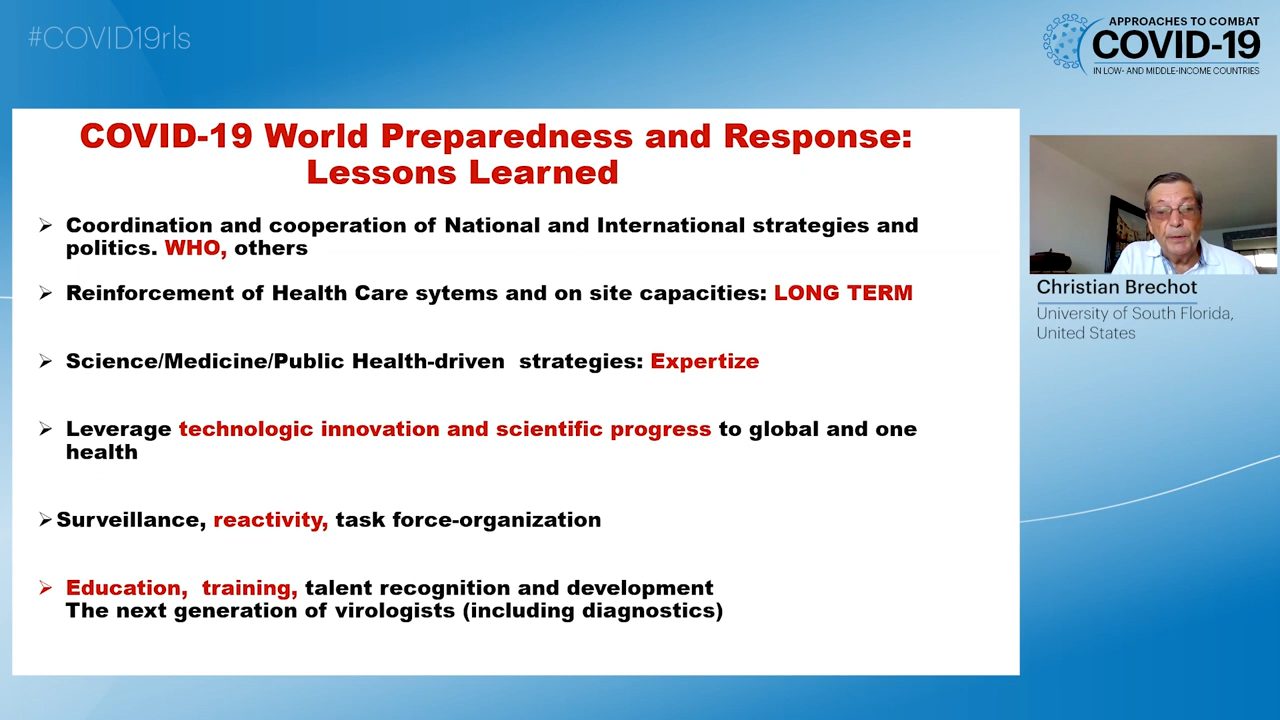 #COVID19rls
APPROACHES TO COMBAT
COVID-19
IN LOW- AND MIDDLE-INCOME COUNTRIES
COVID-19 World Preparedness and Response:
Lessons Learned
Coordination and cooperation of National and International strategies and
politics. WHO, others
Reinforcement of Health Care sytems and on site capacities: LONG TERM
Science/Medicine/Public Health-driven strategies: Expertize
Leverage technologic innovation and scientific progress to global and one
health
Surveillance, reactivity, task force-organization
Education, training, talent recognition and development
The next generation of virologists (including diagnostics)
Christian Brechot
University of South Florida,
United States